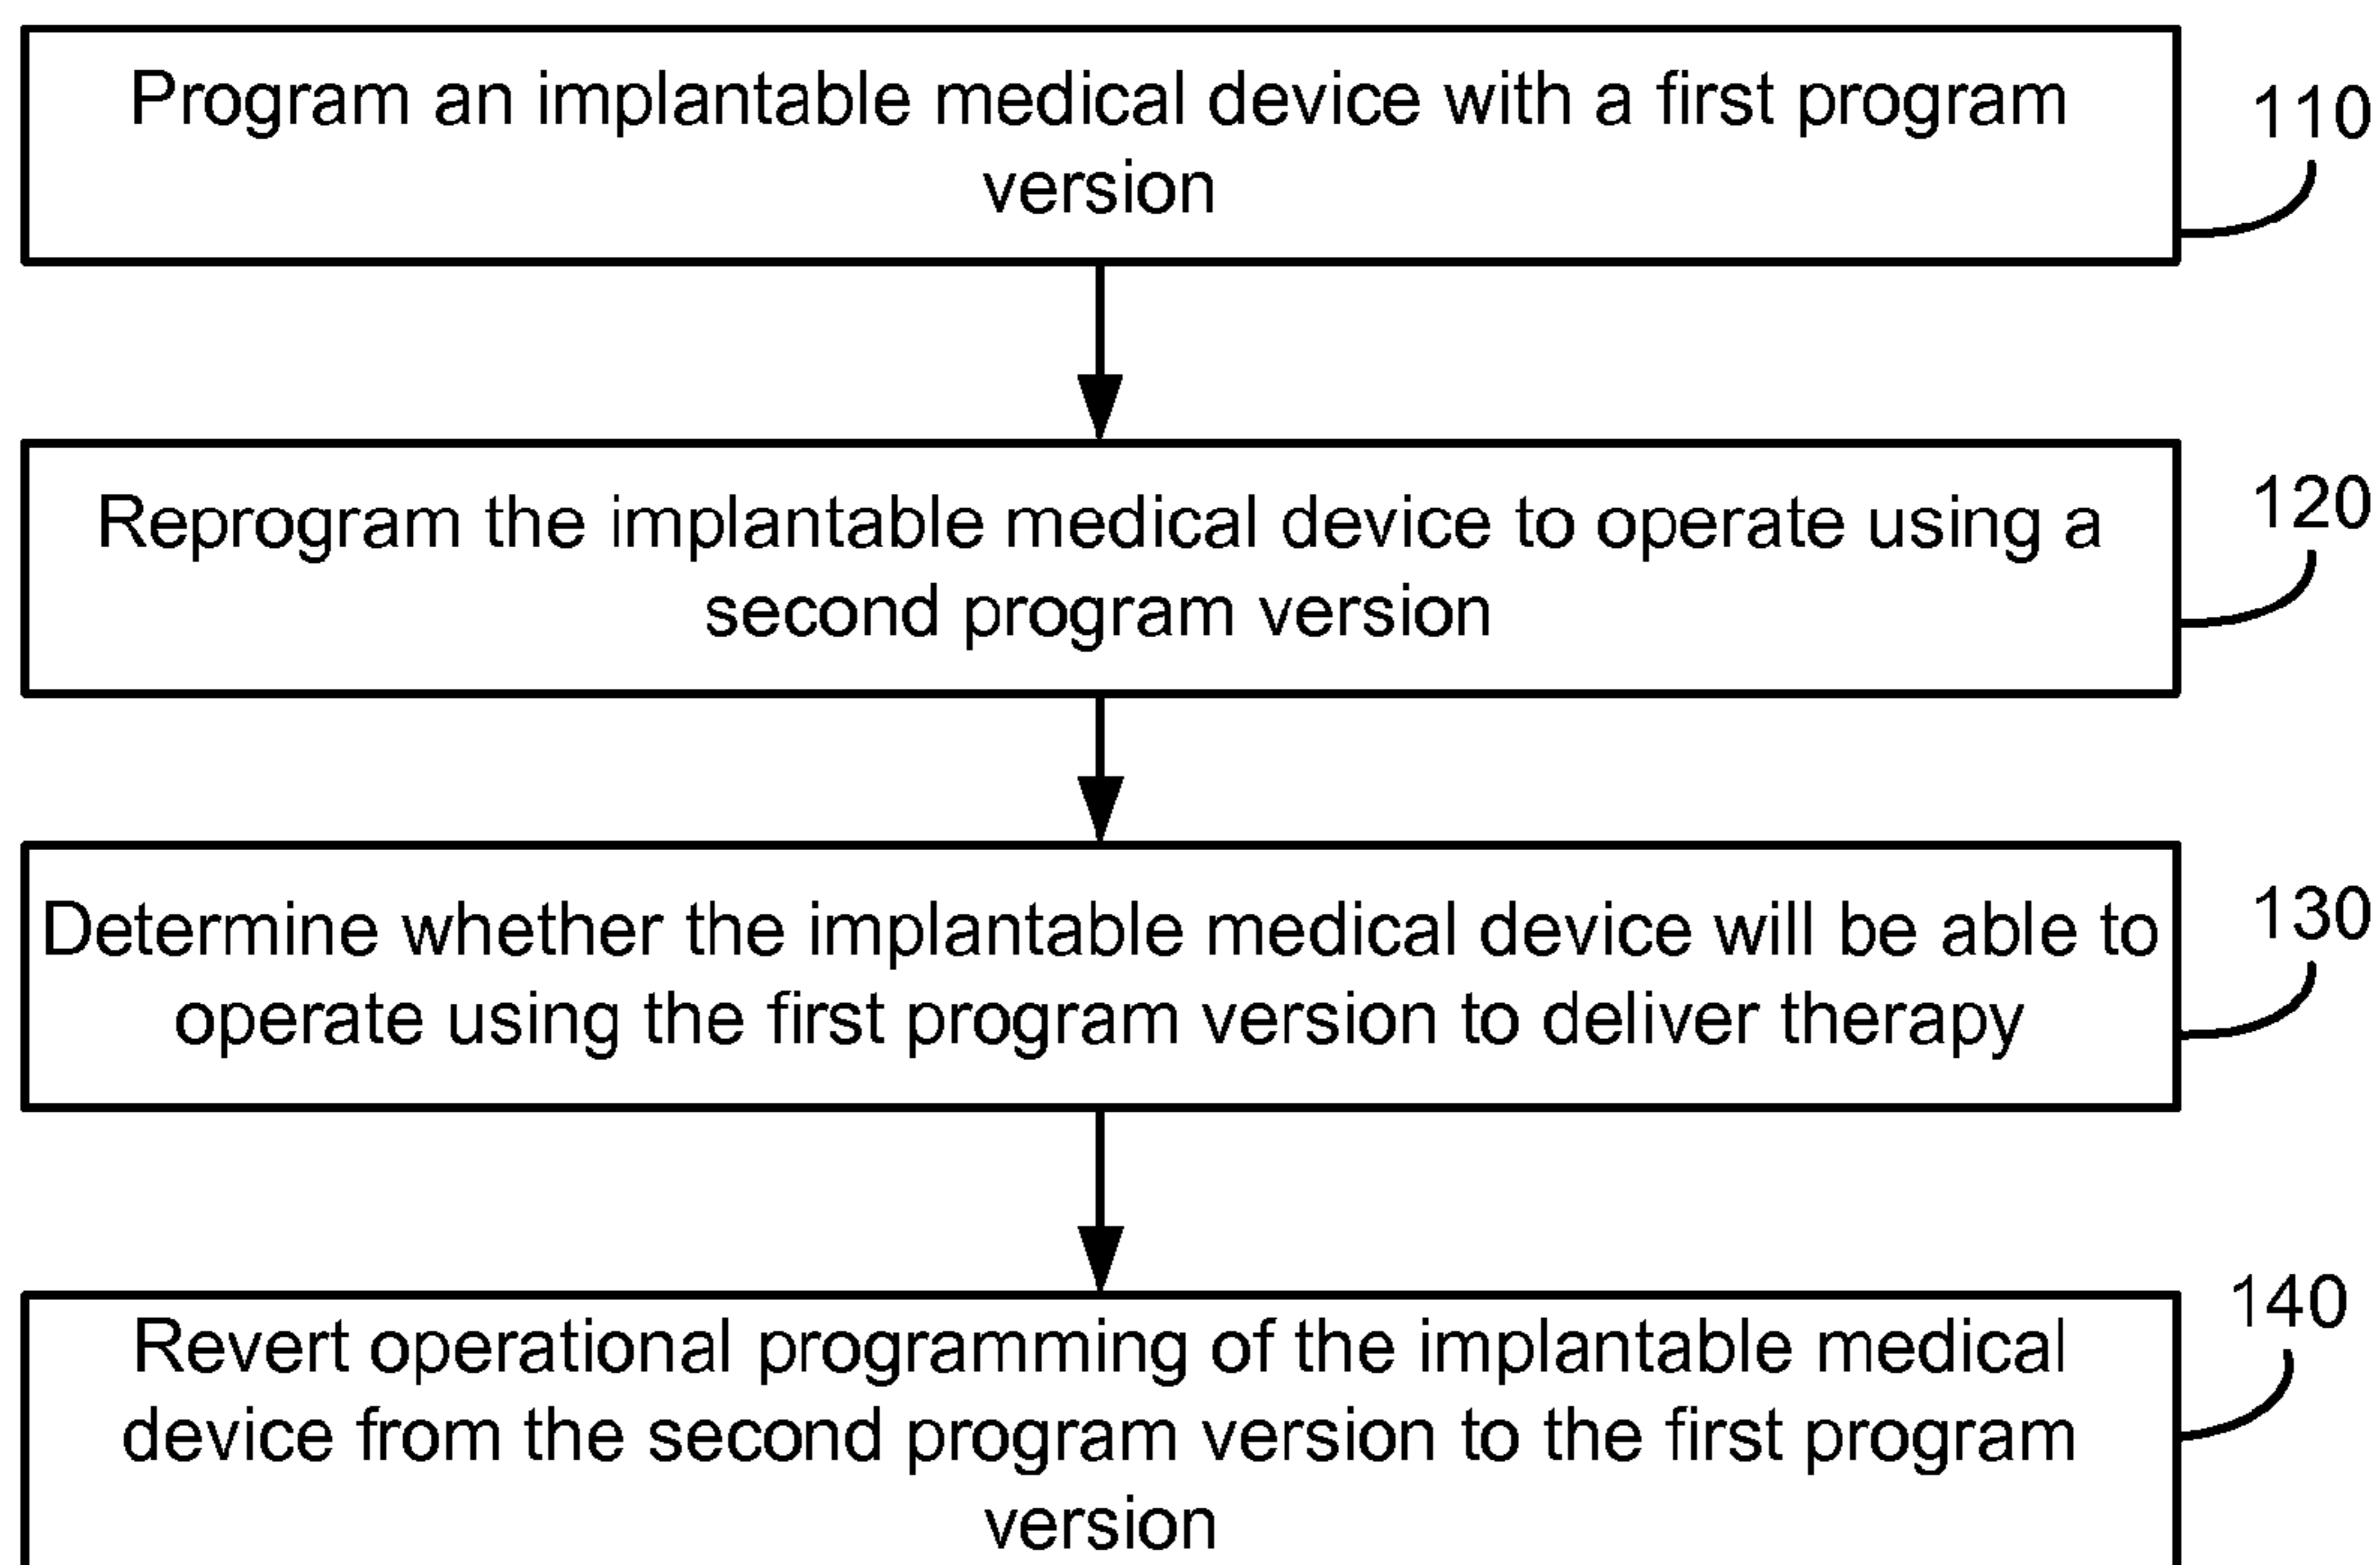 Program an implantable medical device with a first program
version
110
Reprogram the implantable medical device to operate using a
second program version
120
Determine whether the implantable medical device will be able to
operate using the first program version to deliver therapy
130
Revert operational programming of the implantable medical
device from the second program version to the first program
version
140